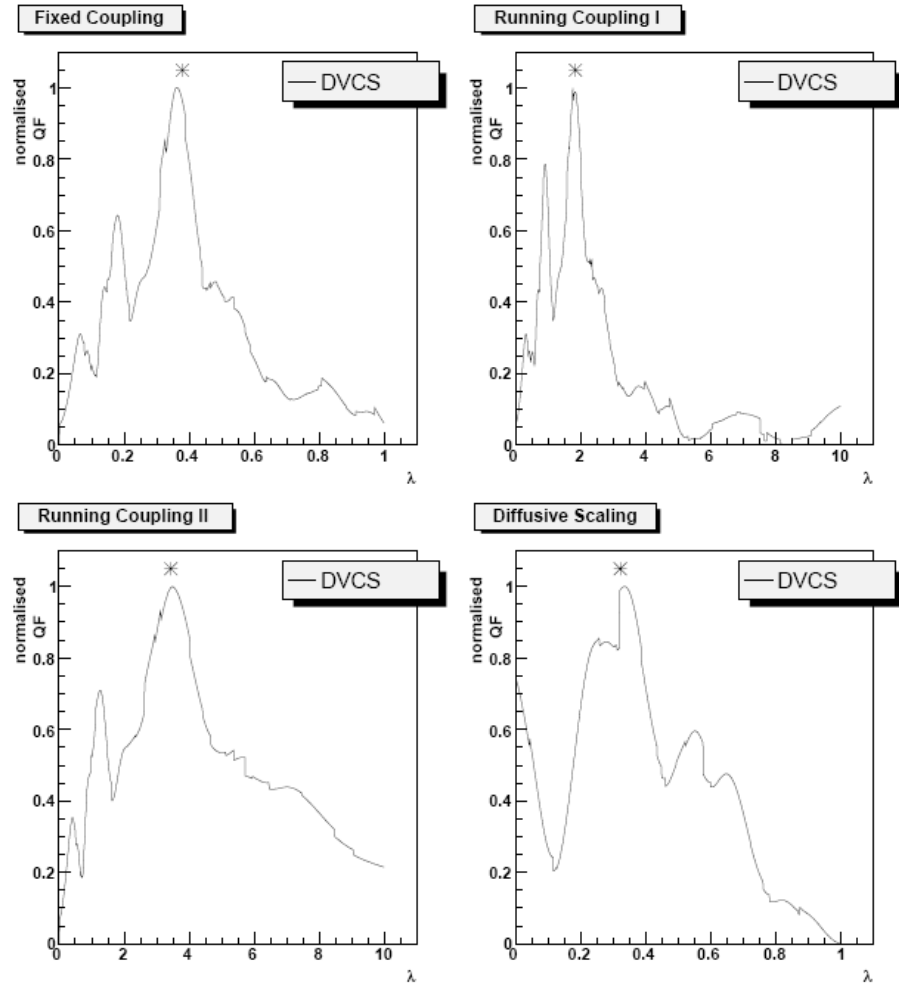 Fixed Coupling
normalised
QF
DVCS
1
0.8
0.6
0.4
0.2
0
0 0.2 0.4 0.6 0.8 1
λ
Running Coupling I
normalised
QF
DVCS
1
0.8
0.6
0.4
0.2
0
0 2 4 6 8 10
λ
Running Coupling II
normalised
QF
DVCS
1
0.8
0.6
0.4
0.2
0
0 2 4 6 8 10
λ
Diffusive Scaling
normalised
QF
DVCS
1
0.8
0.6
0.4
0.2
0
0 0.2 0.4 0.6 0.8 1
λ